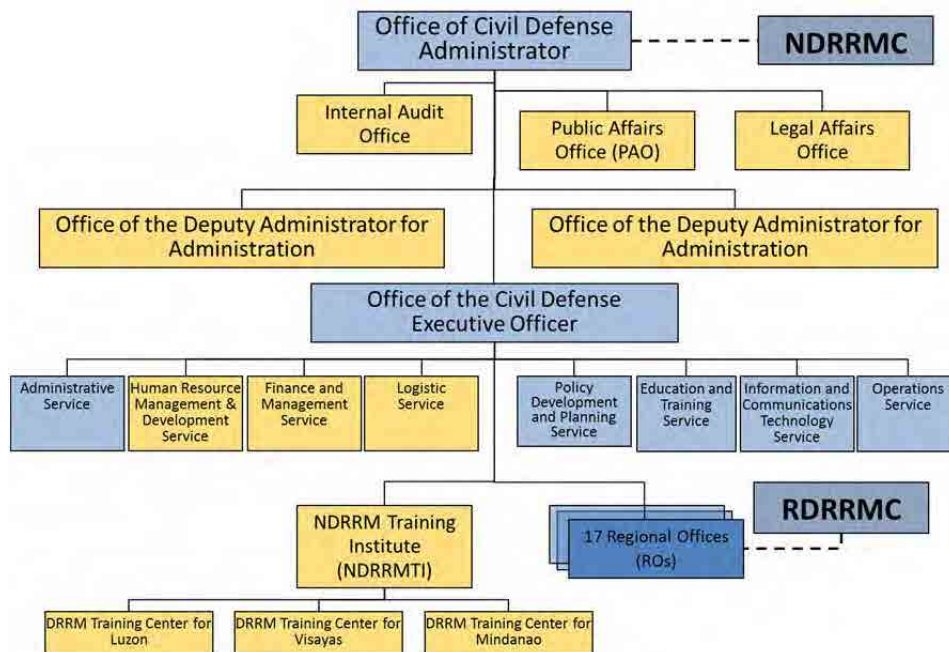 Office of Civil Defense
Administrator
NDRRMC
Internal Audit
Office
Public Affairs
Office (PAO)
Legal Affairs
Office
Office of the Deputy Administrator for
Administration
Office of the Deputy Administrator for
Administration
Office of the Civil Defense
Executive Officer
Administrative
Service
Human Resource
Management &
Development
Service
Finance and
Management
Service
Logistic
Service
Policy
Development
and Planning
Service
Education and
Training
Service
Information and
Communications
Technology
Service
Operations
Service
NDRRM Training
Institute
(NDRRMTI)
17 Regional Offices
(ROs)
RDRRMC
DRRM Training Center for
Luzon
DRRM Training Center for
Visayas
DRRM Training Center for
Mindanao